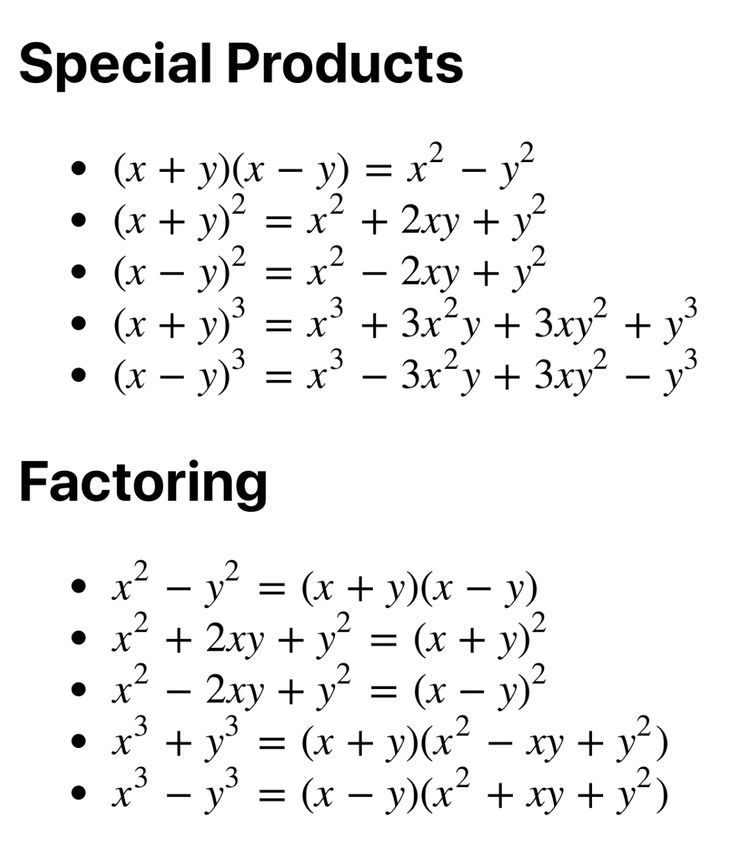 Special Products
• (x + y)(x − y) = x² − y²
• (x + y)² = x² + 2xy + y²
• (x − y)² = x² − 2xy + y²
• (x + y)³ = x³ + 3x²y + 3xy² + y³
• (x − y)³ = x³ − 3x²y + 3xy² − y³
Factoring
• x² − y² = (x + y)(x − y)
• x² + 2xy + y² = (x + y)²
• x² − 2xy + y² = (x − y)²
• x³ + y³ = (x + y)(x² − xy + y²)
• x³ − y³ = (x − y)(x² + xy + y²)